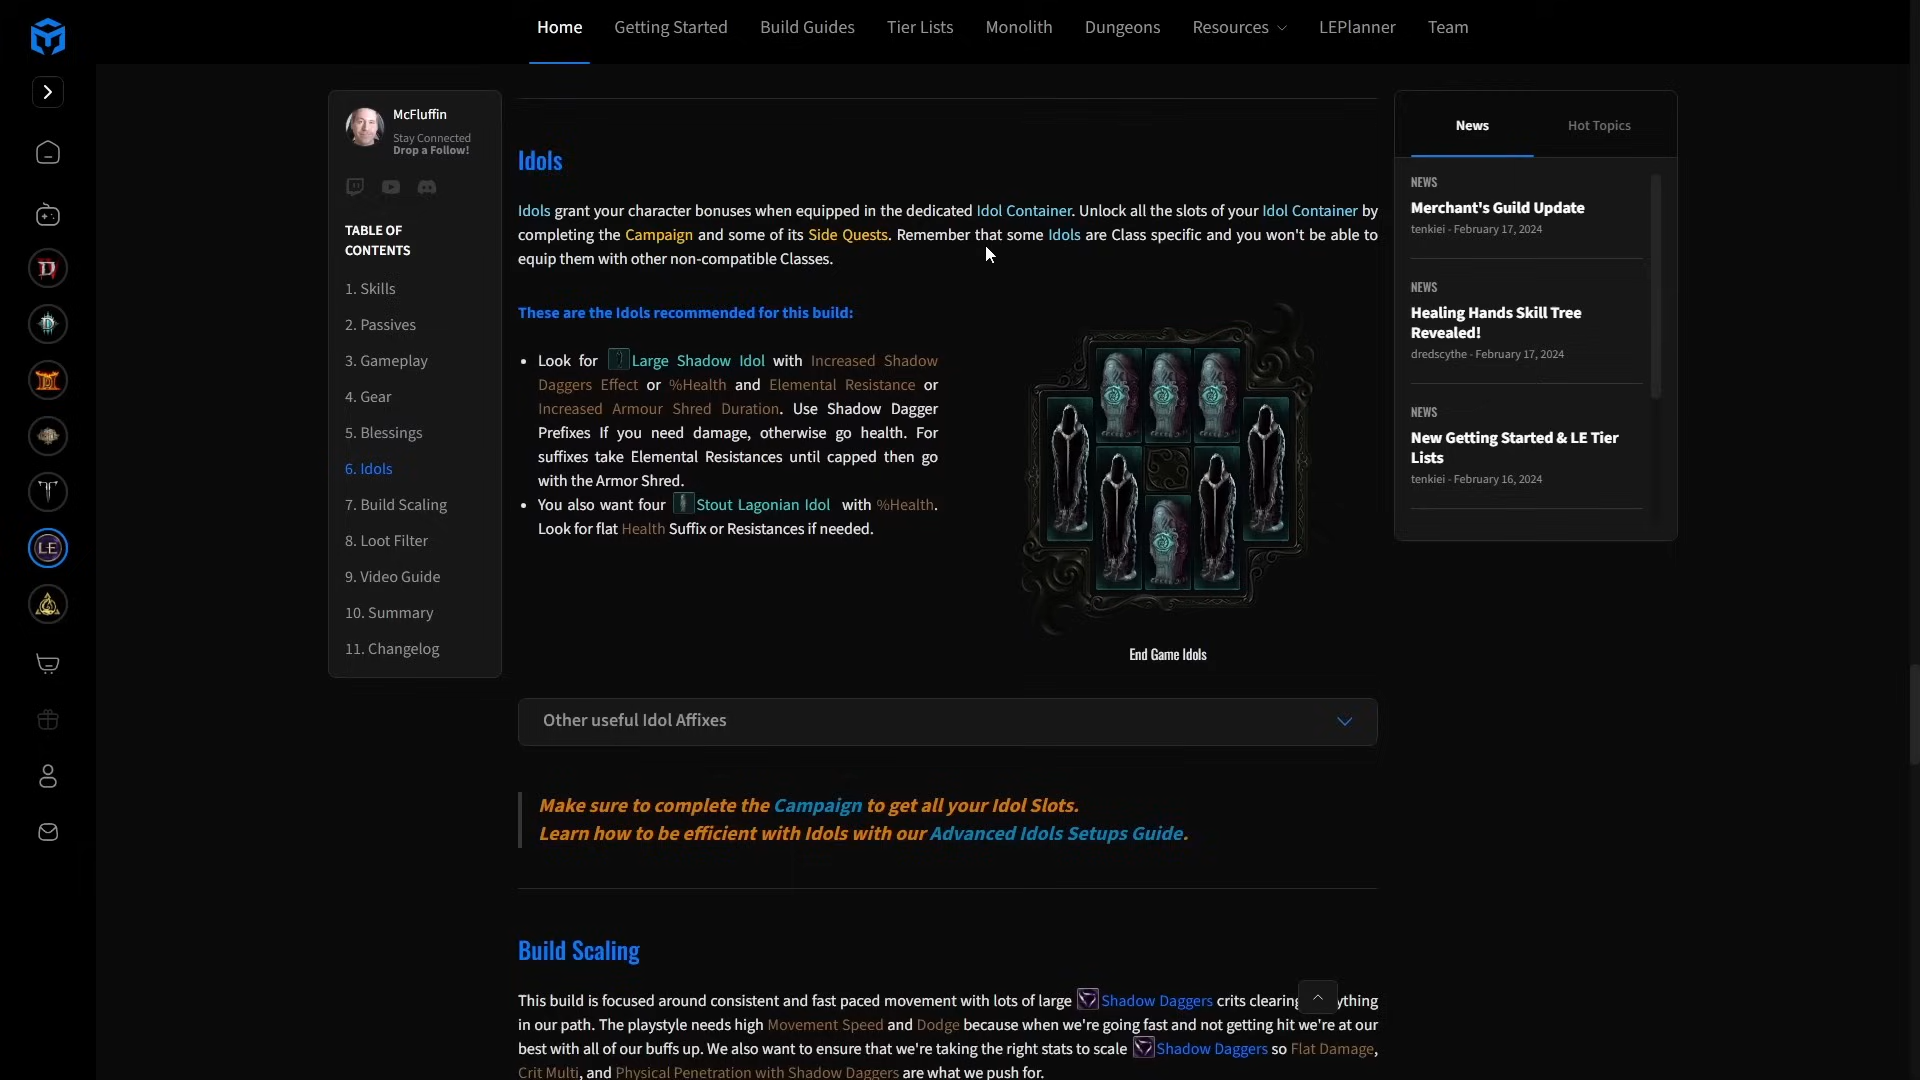 Home Getting Started Build Guides Tier Lists Monolith Dungeons Resources LEPlanner Team
McFluffin
Stay Connected
Drop a Follow!
TABLE OF
CONTENTS
1. Skills
2. Passives
3. Gameplay
4. Gear
5. Blessings
6. Idols
7. Build Scaling
8. Loot Filter
9. Video Guide
10. Summary
11. Changelog
Idols
Idols grant your character bonuses when equipped in the dedicated Idol Container. Unlock all the slots of your Idol Container by
completing the Campaign and some of its Side Quests. Remember that some Idols are Class specific and you won't be able to
equip them with other non-compatible Classes.
These are the Idols recommended for this build:
• Look for Large Shadow Idol with Increased Shadow
Daggers Effect or %Health and Elemental Resistance or
Increased Armour Shred Duration. Use Shadow Dagger
Prefixes If you need damage, otherwise go health. For
suffixes take Elemental Resistances until capped then go
with the Armor Shred.
• You also want four Stout Lagonian Idol with %Health.
Look for flat Health Suffix or Resistances if needed.
End Game Idols
Other useful Idol Affixes
Make sure to complete the Campaign to get all your Idol Slots.
Learn how to be efficient with Idols with our Advanced Idols Setups Guide.
Build Scaling
This build is focused around consistent and fast paced movement with lots of large Shadow Daggers crits clearing ything
in our path. The playstyle needs high Movement Speed and Dodge because when we're going fast and not getting hit we're at our
best with all of our buffs up. We also want to ensure that we're taking the right stats to scale Shadow Daggers so Flat Damage,
Crit Multi, and Physical Penetration with Shadow Daggers are what we push for.
News Hot Topics
NEWS
Merchant's Guild Update
tenkiei - February 17, 2024
NEWS
Healing Hands Skill Tree
Revealed!
dredscythe - February 17, 2024
NEWS
New Getting Started & LE Tier
Lists
tenkiei - February 16, 2024
D
LE